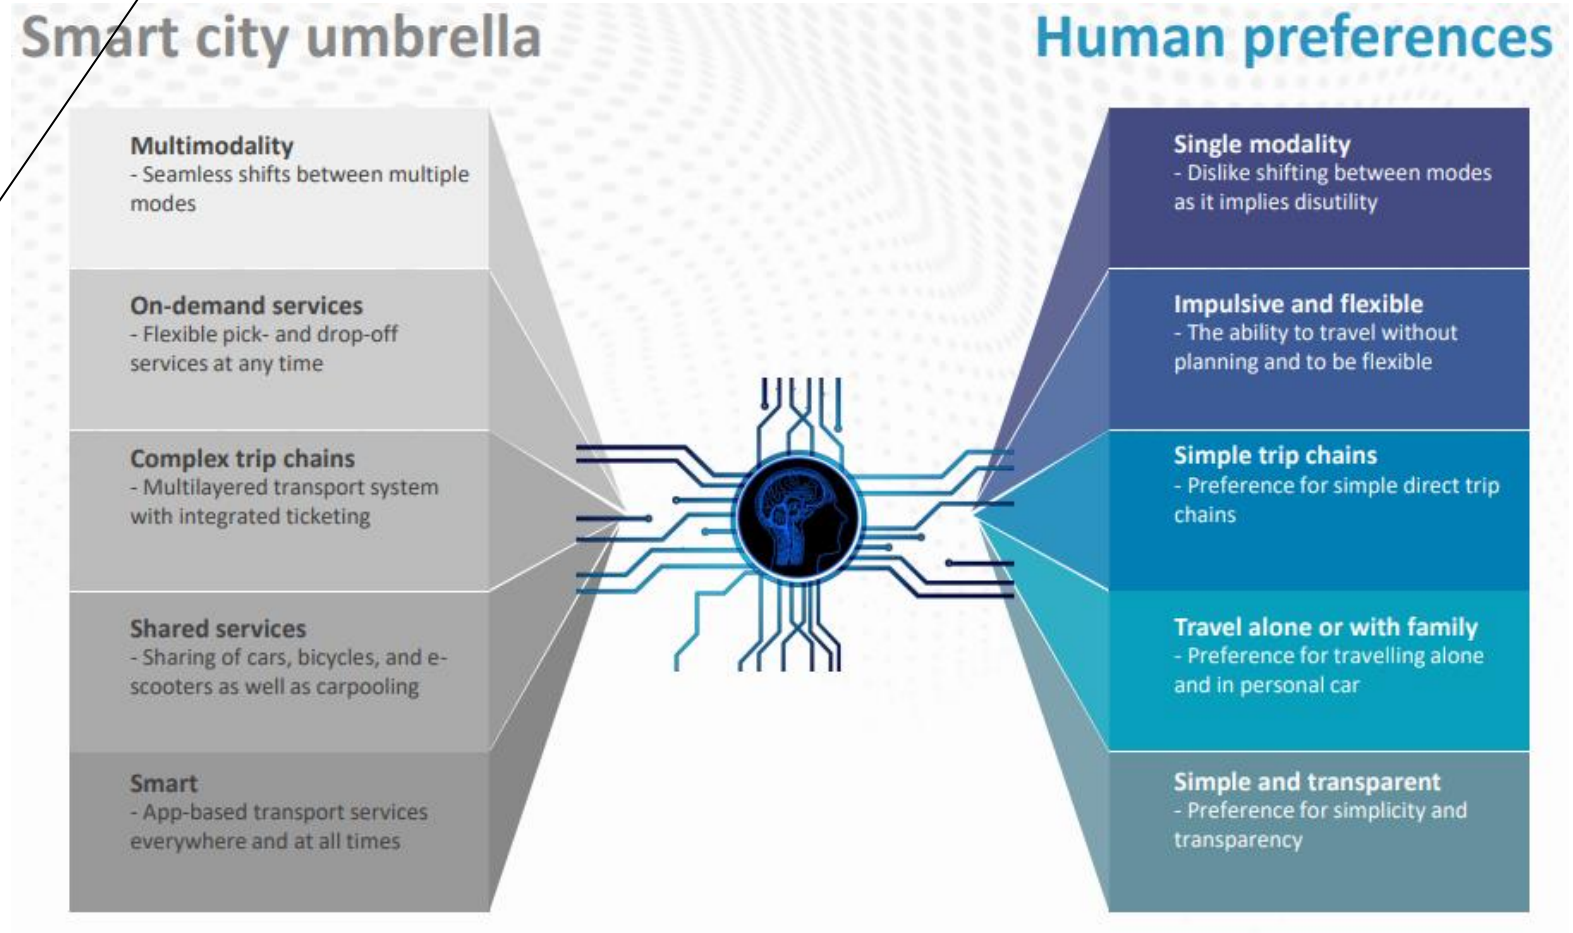 Smart city umbrella
Human preferences
Multimodality
- Seamless shifts between multiple
modes
On-demand services
- Flexible pick- and drop-off
services at any time
Complex trip chains
- Multilayered transport system
with integrated ticketing
Shared services
- Sharing of cars, bicycles, and e-
scooters as well as carpooling
Smart
- App-based transport services
everywhere and at all times
Single modality
- Dislike shifting between modes
as it implies disutility
Impulsive and flexible
- The ability to travel without
planning and to be flexible
Simple trip chains
- Preference for simple direct trip
chains
Travel alone or with family
- Preference for travelling alone
and in personal car
Simple and transparent
- Preference for simplicity and
transparency